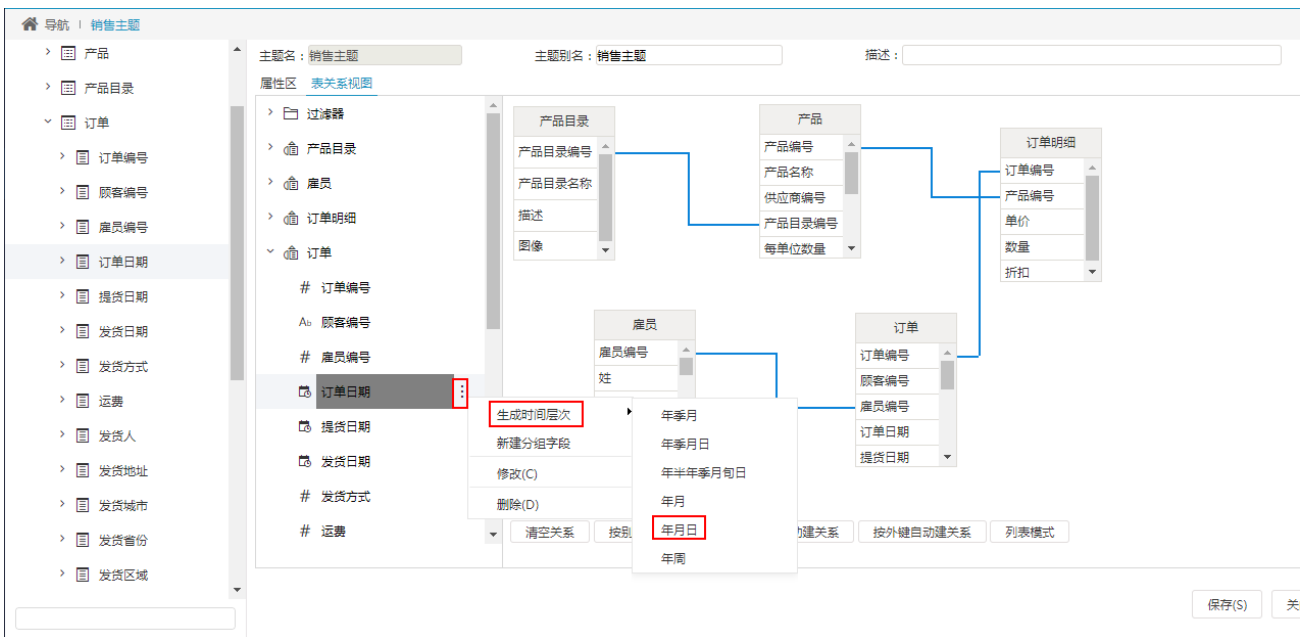 导航 | 销售主题
产品
产品目录
订单
订单编号
顾客编号
雇员编号
订单日期
提货日期
发货日期
发货方式
运费
发货人
发货地址
发货城市
发货省份
发货区域
主题名：销售主题 主题别名：销售主题 描述：
属性区 表关系视图
过滤器
产品目录
雇员
订单明细
订单
# 订单编号
Ab 顾客编号
# 雇员编号
订单日期
提货日期
发货日期
# 发货方式
# 运费
产品目录
产品目录编号
产品目录名称
描述
图像
产品
产品编号
产品名称
供应商编号
产品目录编号
每单位数量
订单明细
订单编号
产品编号
单价
数量
折扣
雇员
雇员编号
姓
订单
订单编号
顾客编号
雇员编号
订单日期
提货日期
生成时间层次
新建分组字段
修改(C)
删除(D)
年季月
年季月日
年半年季月旬日
年月
年月日
年周
清空关系 按别 建关系 按外键自动建关系 列表模式
保存(S) 关